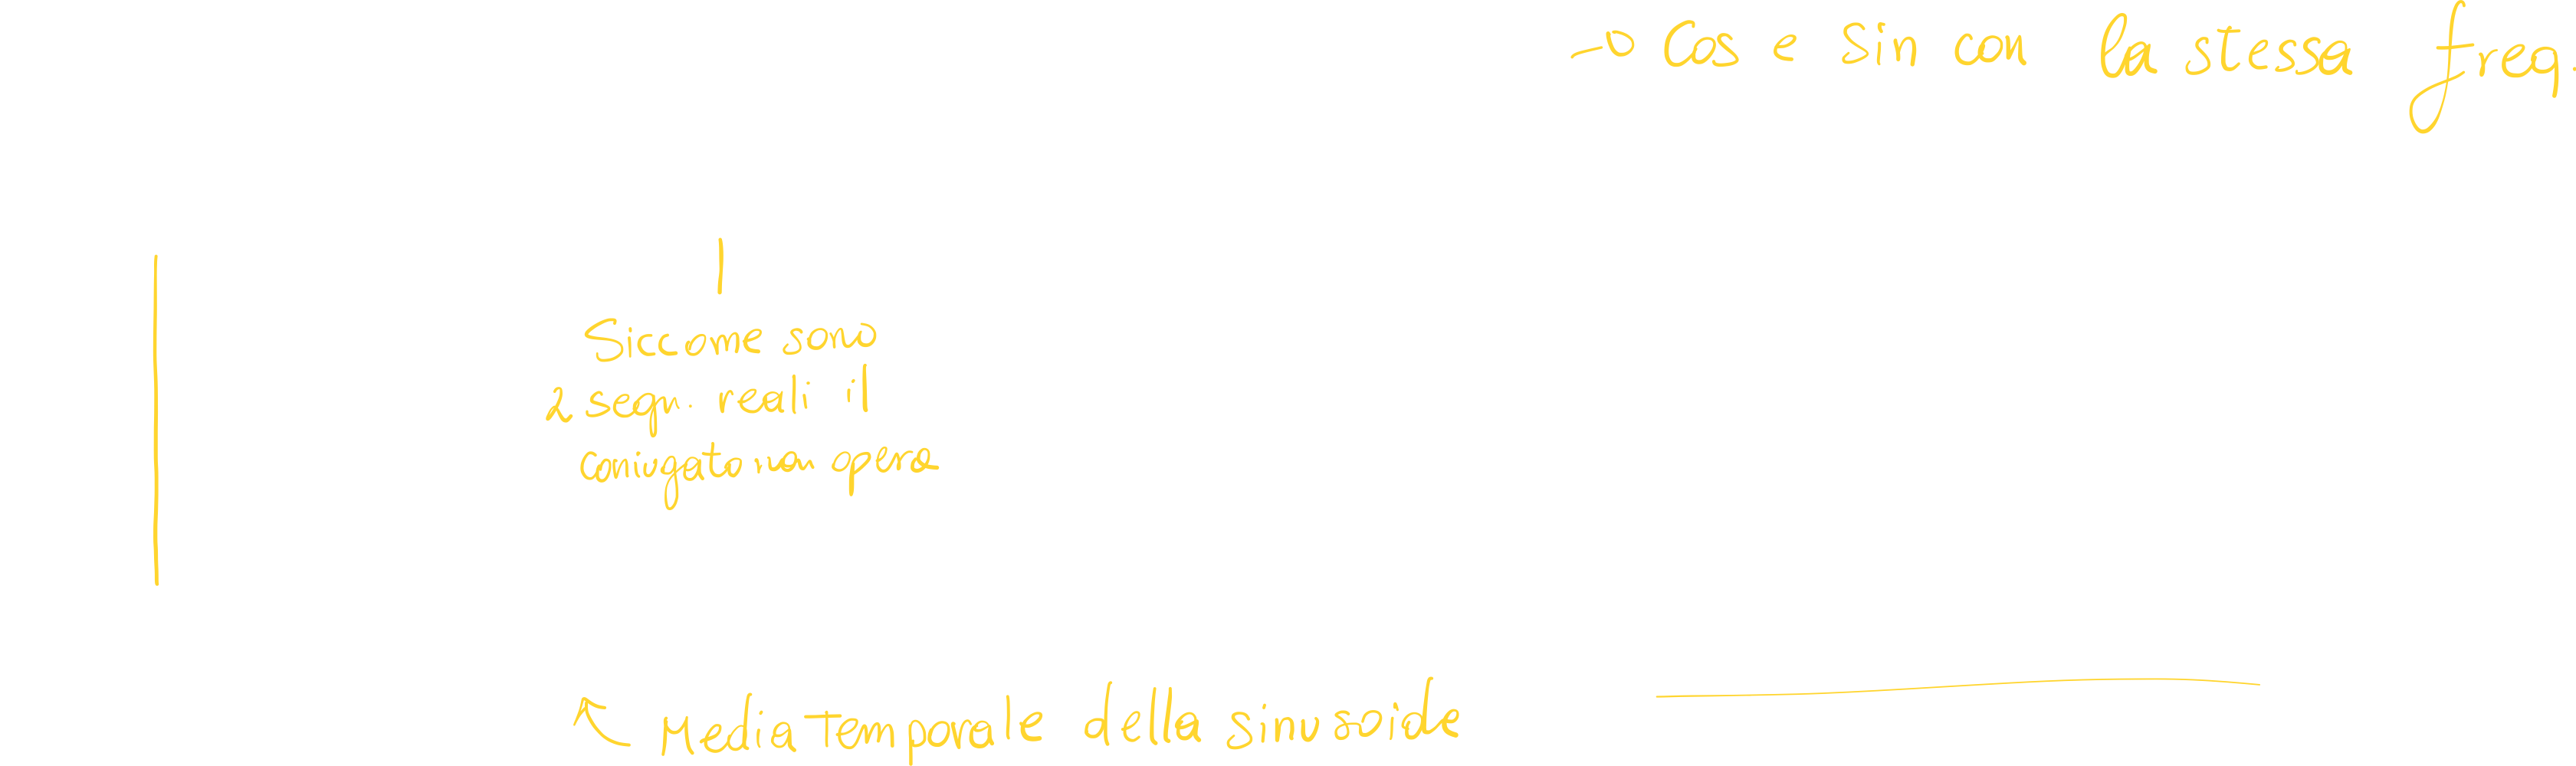 → Cos e sin con la stessa freq.
Siccome sono
2 segn. reali il
coniugato non opera
Media temporale della sinusoide